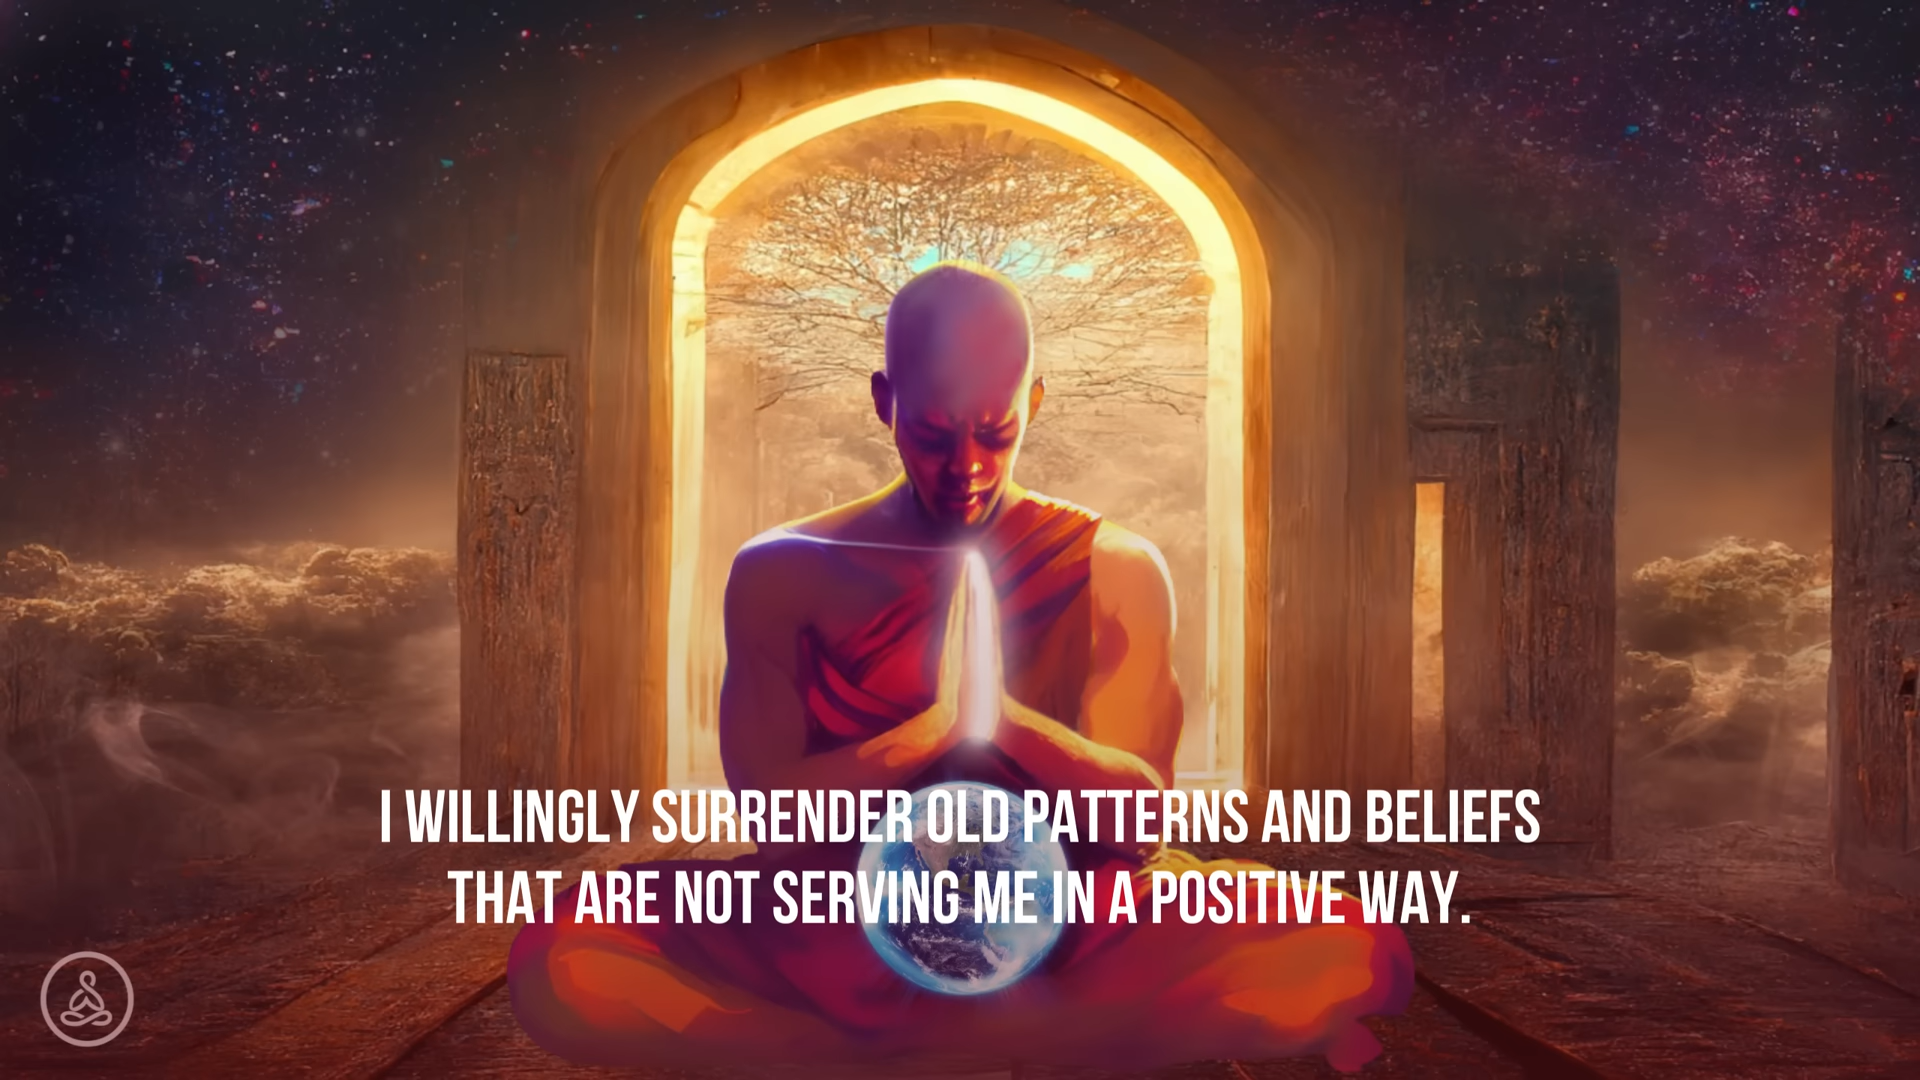 I WILLINGLY SURRENDER OLD PATTERNS AND BELIEFS
THAT ARE NOT SERVING ME IN A POSITIVE WAY.